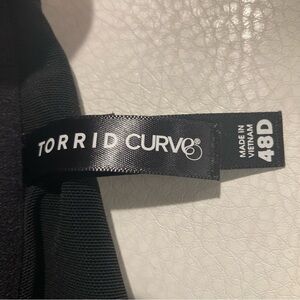 TORRID CURVE®
MADE IN
VIETNAM
48D